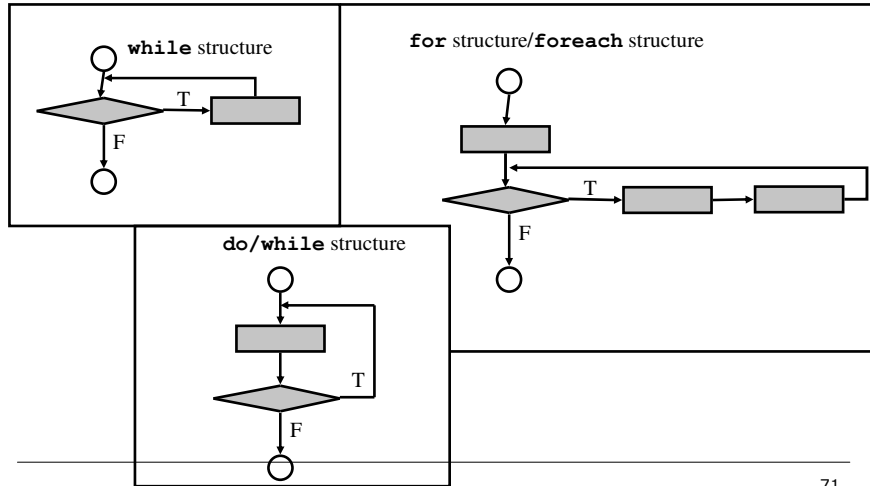 while structure
T
F
for structure/foreach structure
T
F
do/while structure
T
F
71